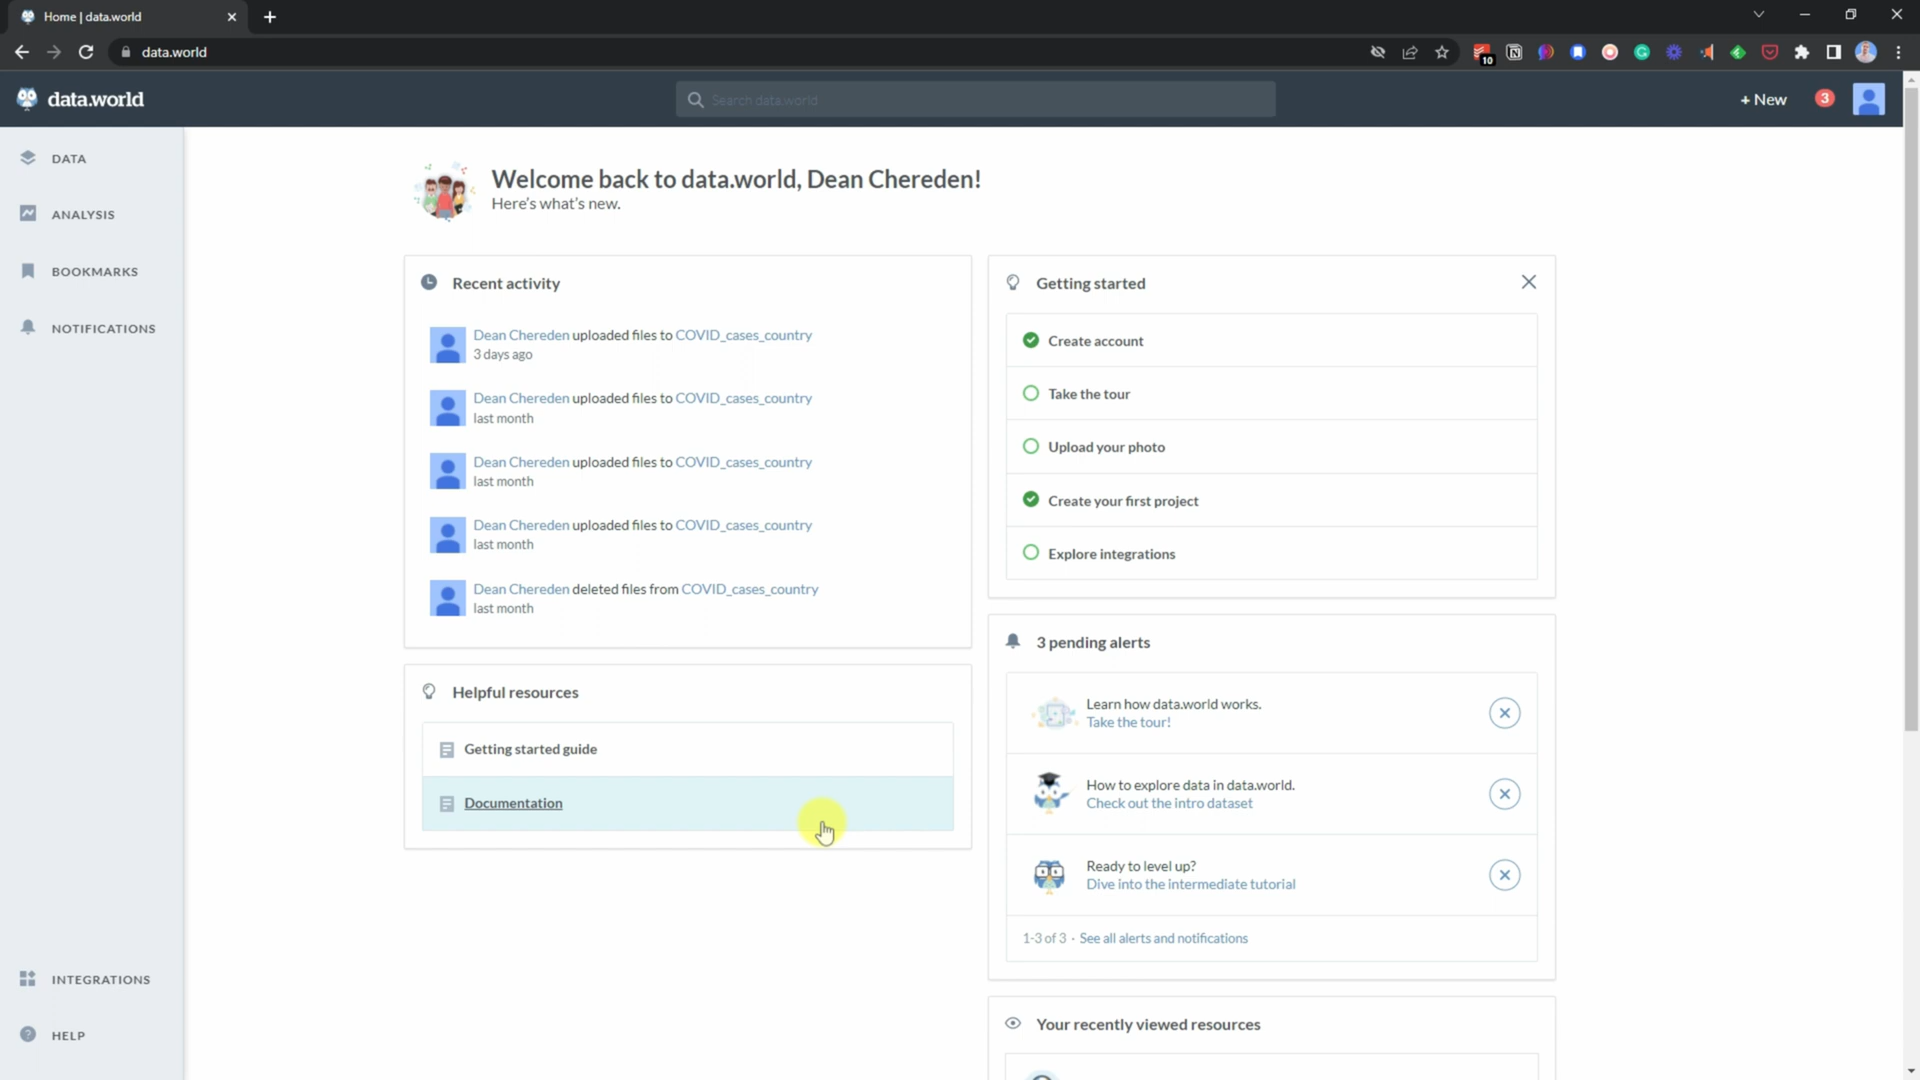 Home | data.world
data.world
10
data.world
Search data.world
+ New
3
DATA
ANALYSIS
BOOKMARKS
NOTIFICATIONS
INTEGRATIONS
HELP
Welcome back to data.world, Dean Chereden!
Here's what's new.
Recent activity
Dean Chereden uploaded files to COVID_cases_country
3 days ago
Dean Chereden uploaded files to COVID_cases_country
last month
Dean Chereden uploaded files to COVID_cases_country
last month
Dean Chereden uploaded files to COVID_cases_country
last month
Dean Chereden deleted files from COVID_cases_country
last month
Helpful resources
Getting started guide
Documentation
Getting started
Create account
Take the tour
Upload your photo
Create your first project
Explore integrations
3 pending alerts
Learn how data.world works.
Take the tour!
How to explore data in data.world.
Check out the intro dataset
Ready to level up?
Dive into the intermediate tutorial
1-3 of 3 · See all alerts and notifications
Your recently viewed resources